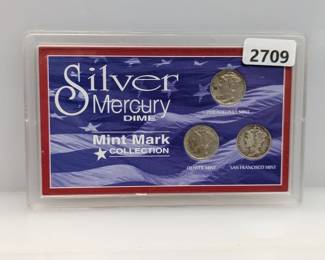 2709
Silver
Mercury
DIME
Mint Mark
COLLECTION
PHILADELPHIA MINT
DENVER MINT
SAN FRANCISCO MINT